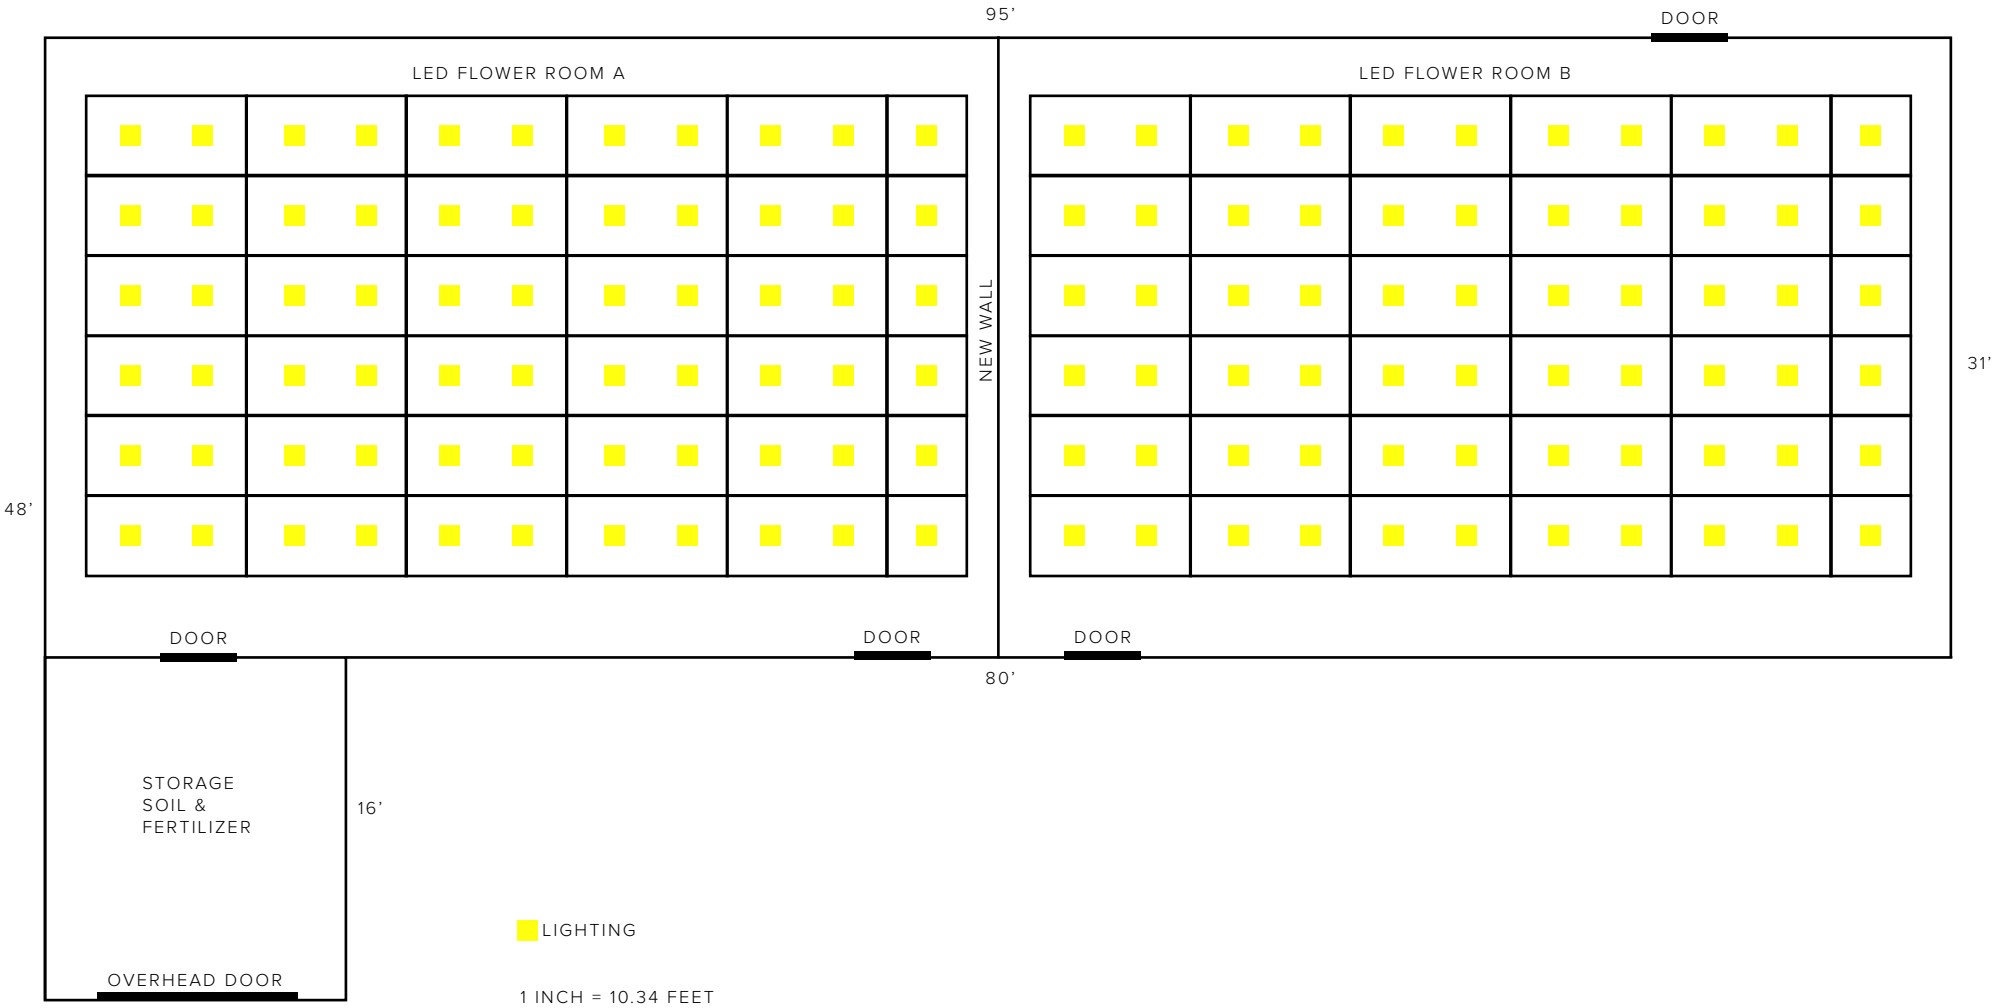 95’
DOOR
LED FLOWER ROOM A
LED FLOWER ROOM B
NEW WALL
31’
48’
DOOR
DOOR
DOOR
80’
STORAGE
SOIL &
FERTILIZER
16’
LIGHTING
OVERHEAD DOOR
1 INCH = 10.34 FEET